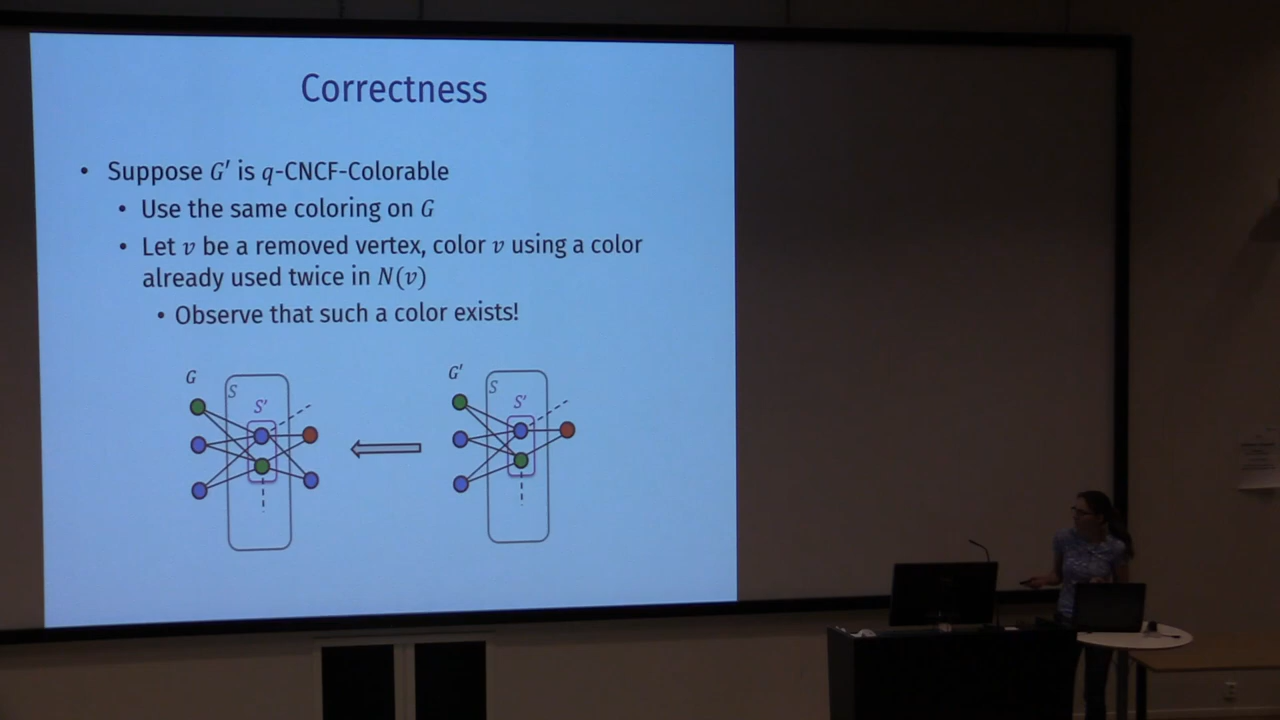 Correctness
• Suppose G′ is q-CNCF-Colorable
• Use the same coloring on G
• Let v be a removed vertex, color v using a color
already used twice in N(v)
• Observe that such a color exists!
G
S
S′
G′
S
S′